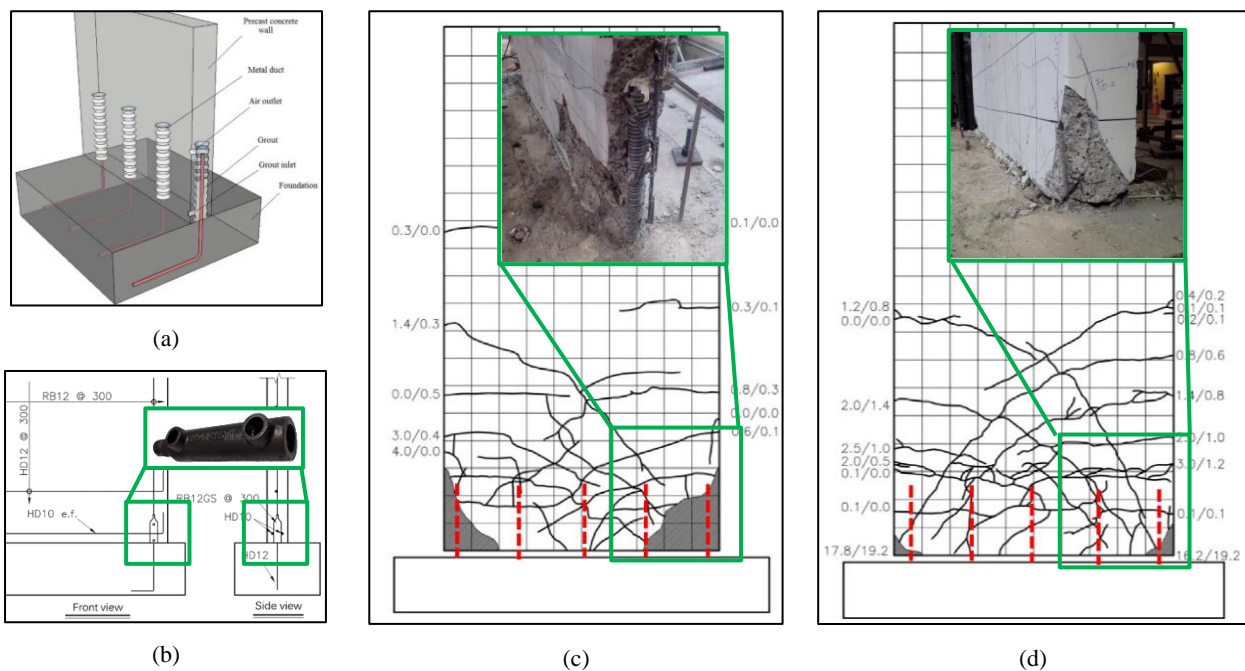 Precast concrete
wall
Metal duct
Air outlet
Grout
Grout inlet
Foundation
(a)
RB12 @ 300
HD12 @ 300
RB12GS @ 300
HD10
HD10 e.f.
HD12
Front view
Side view
(b)
0.3/0.0
0.1/0.0
0.3/0.1
1.4/0.3
0.8/0.3
0.0/0.5
0.0/0.0
3.0/0.4
0.6/0.1
4.0/0.0
(c)
0.4/0.2
1.2/0.8
0.1/0.1
0.0/0.0
0.2/0.1
0.8/0.6
2.0/1.4
1.4/0.8
2.5/1.0
2.0/1.0
2.0/0.5
3.0/1.2
0.1/0.0
0.1/0.0
0.1/0.1
17.8/19.2
16.2/19.2
(d)